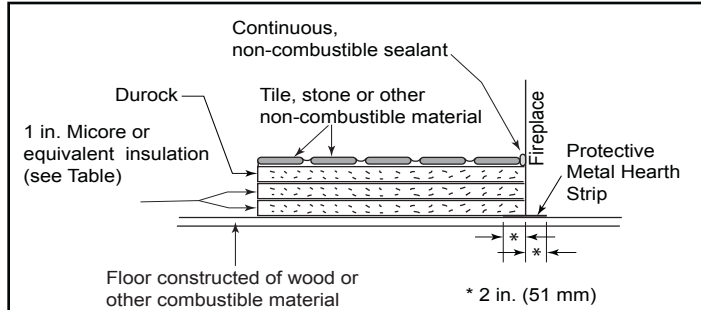 Continuous,
non-combustible sealant
Durock
Tile, stone or other
non-combustible material
1 in. Micore or
equivalent insulation
(see Table)
Fireplace
Protective
Metal Hearth
Strip
*
*
Floor constructed of wood or
other combustible material
* 2 in. (51 mm)